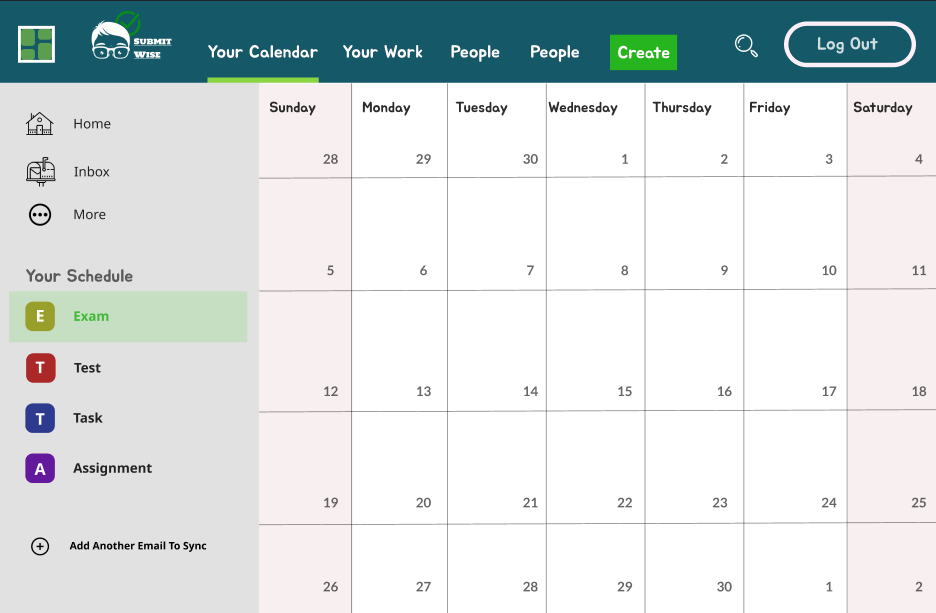 SUBMIT
WISE
Your Calendar Your Work People People Create Log Out
Home
Inbox
More
Your Schedule
E Exam
T Test
T Task
A Assignment
Add Another Email To Sync
Sunday Monday Tuesday Wednesday Thursday Friday Saturday
28 29 30 1 2 3 4
5 6 7 8 9 10 11
12 13 14 15 16 17 18
19 20 21 22 23 24 25
26 27 28 29 30 1 2